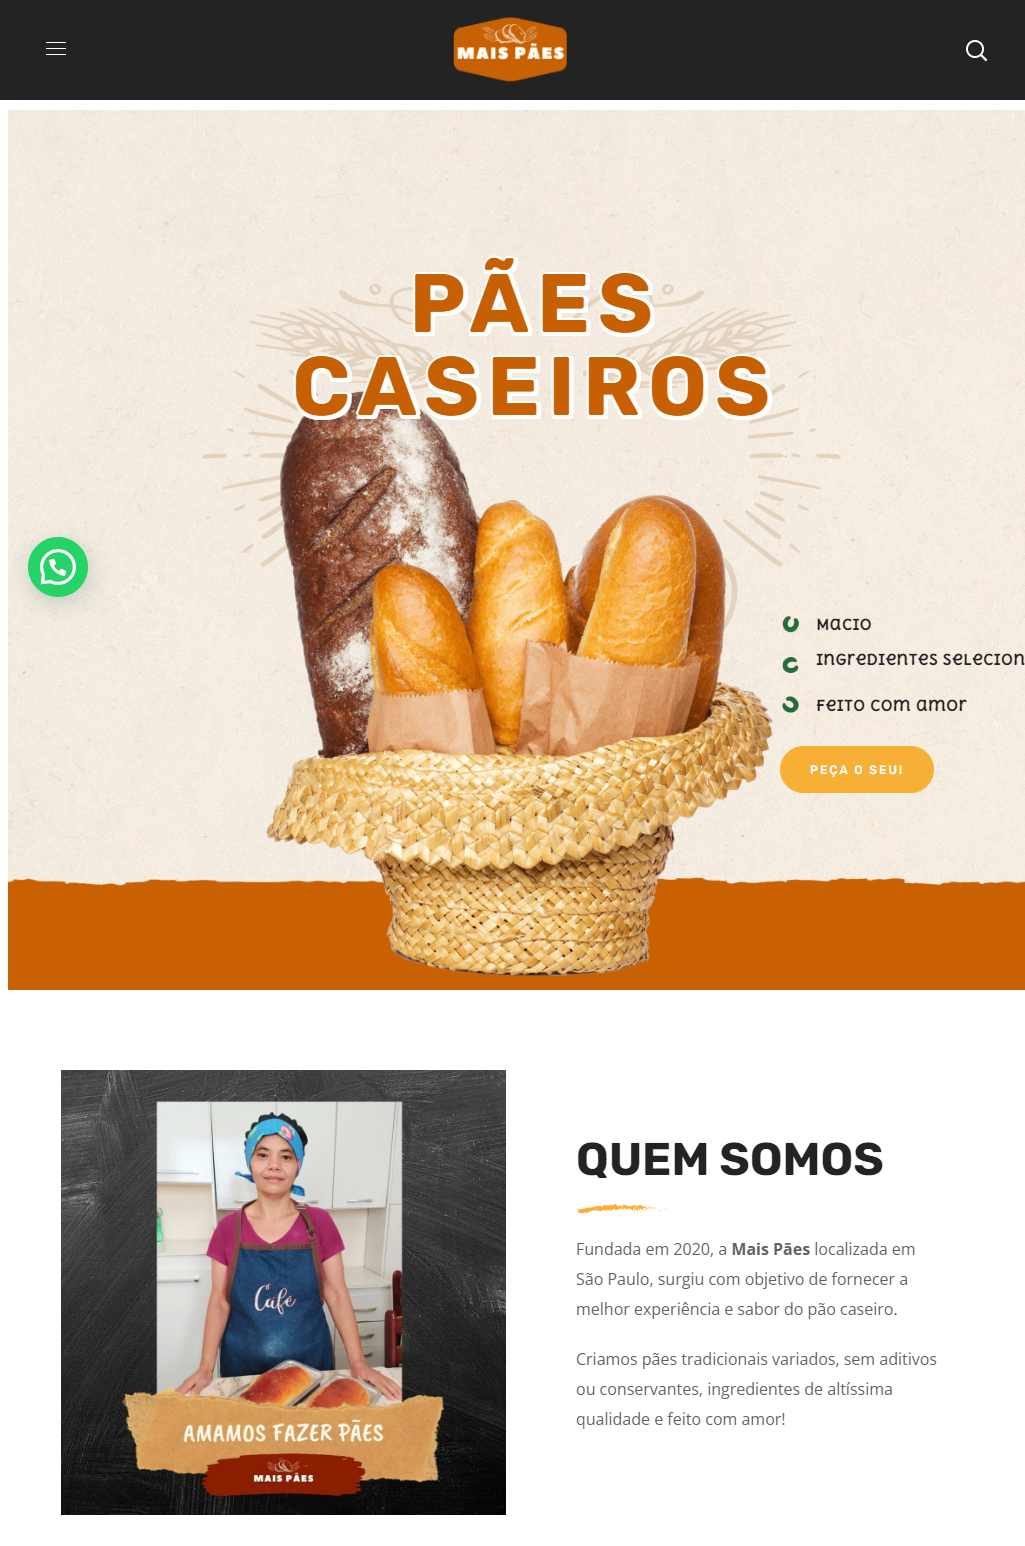 MAIS PÃES
PÃES
CASEIROS
Macio
Ingredientes selecion
Feito com amor
PEÇA O SEU!
QUEM SOMOS
Fundada em 2020, a Mais Pães localizada em
São Paulo, surgiu com objetivo de fornecer a
melhor experiência e sabor do pão caseiro.
Criamos pães tradicionais variados, sem aditivos
ou conservantes, ingredientes de altíssima
qualidade e feito com amor!
Café
AMAMOS FAZER PÃES
MAIS PÃES